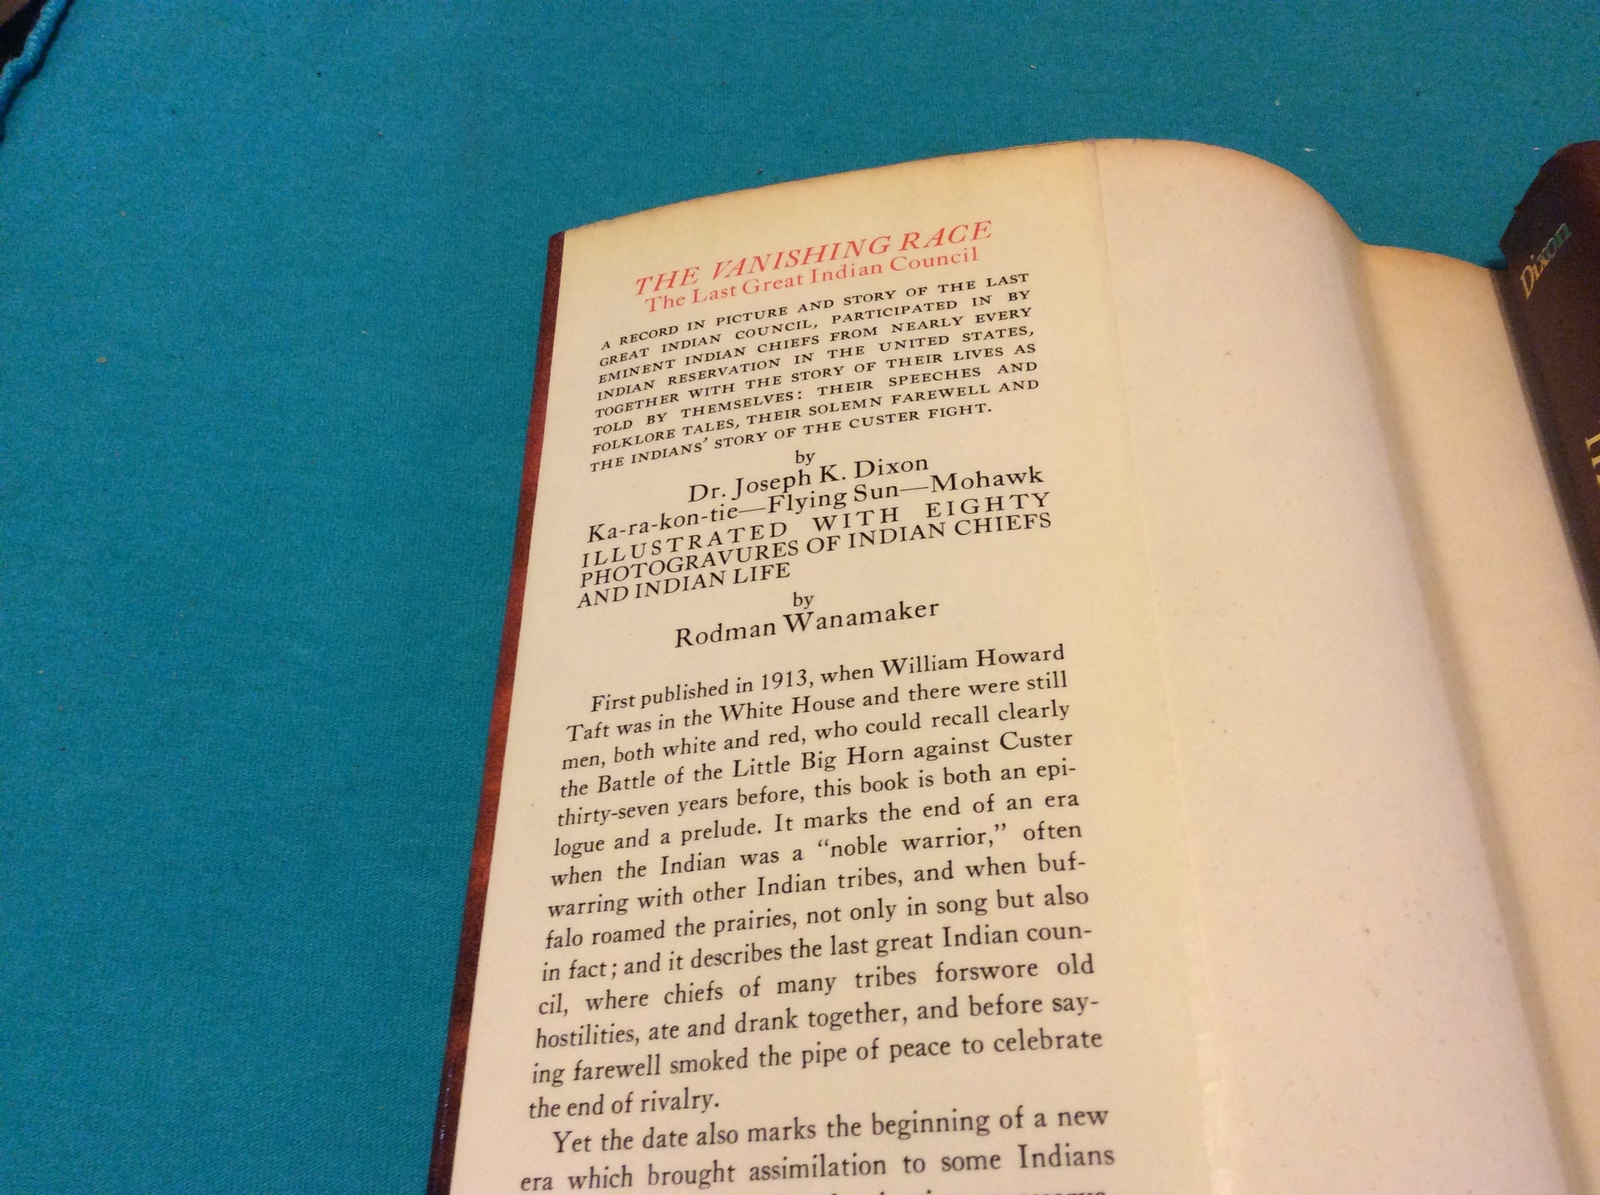 THE VANISHING RACE
The Last Great Indian Council
A RECORD IN PICTURE AND STORY OF THE LAST
GREAT INDIAN COUNCIL, PARTICIPATED IN BY
EMINENT INDIAN CHIEFS FROM NEARLY EVERY
INDIAN RESERVATION IN THE UNITED STATES,
TOGETHER WITH THE STORY OF THEIR LIVES AS
TOLD BY THEMSELVES: THEIR SPEECHES AND
FOLKLORE TALES, THEIR SOLEMN FAREWELL AND
THE INDIANS' STORY OF THE CUSTER FIGHT.
by
Dr. Joseph K. Dixon
Ka-ra-kon-tie—Flying Sun—Mohawk
ILLUSTRATED WITH EIGHTY
PHOTOGRAVURES OF INDIAN CHIEFS
AND INDIAN LIFE
by
Rodman Wanamaker
First published in 1913, when William Howard
Taft was in the White House and there were still
men, both white and red, who could recall clearly
the Battle of the Little Big Horn against Custer
thirty-seven years before, this book is both an epi-
logue and a prelude. It marks the end of an era
when the Indian was a “noble warrior,” often
warring with other Indian tribes, and when buf-
falo roamed the prairies, not only in song but also
in fact; and it describes the last great Indian coun-
cil, where chiefs of many tribes forswore old
hostilities, ate and drank together, and before say-
ing farewell smoked the pipe of peace to celebrate
the end of rivalry.
Yet the date also marks the beginning of a new
era which brought assimilation to some Indians
Dixon